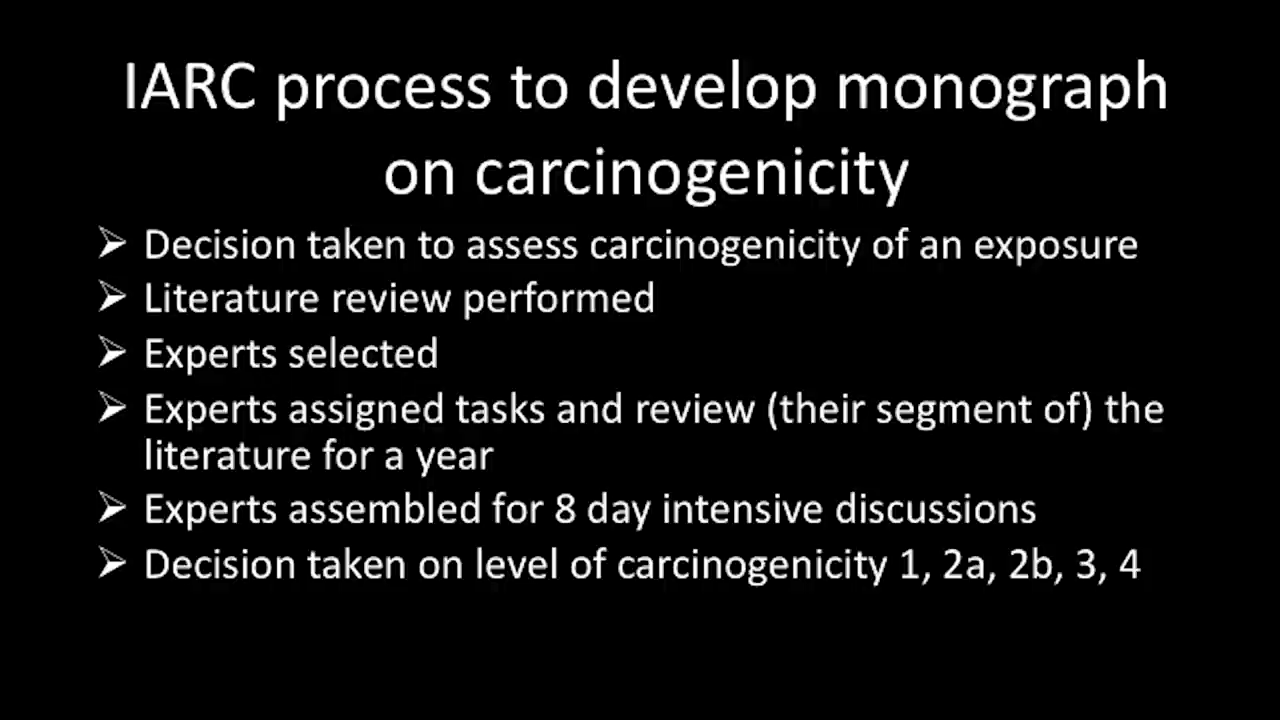 IARC process to develop monograph
on carcinogenicity
➢ Decision taken to assess carcinogenicity of an exposure
➢ Literature review performed
➢ Experts selected
➢ Experts assigned tasks and review (their segment of) the
literature for a year
➢ Experts assembled for 8 day intensive discussions
➢ Decision taken on level of carcinogenicity 1, 2a, 2b, 3, 4